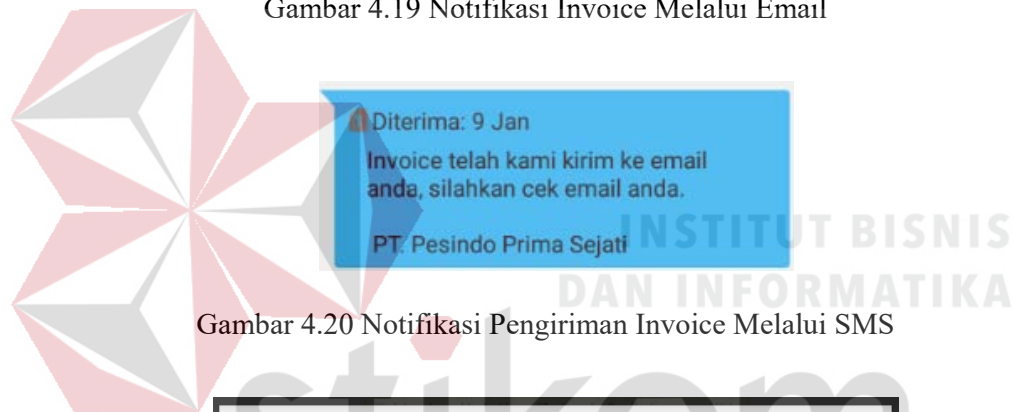 Gambar 4.19 Notifikasi Invoice Melalui Email
Diterima: 9 Jan
Invoice telah kami kirim ke email
anda, silahkan cek email anda.
PT. Pesindo Prima Sejati
INSTITUT BISNIS
DAN INFORMATIKA
Gambar 4.20 Notifikasi Pengiriman Invoice Melalui SMS
stikom